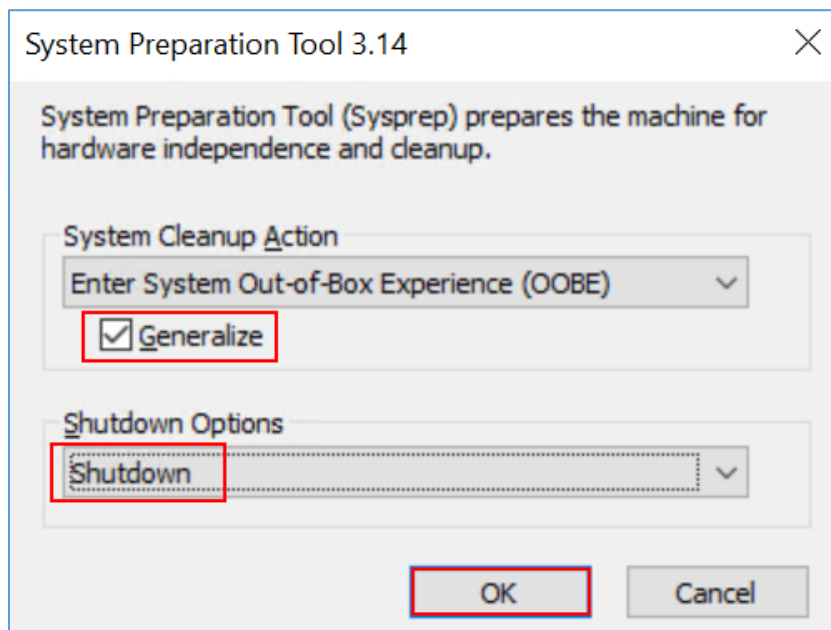 System Preparation Tool 3.14
System Preparation Tool (Sysprep) prepares the machine for
hardware independence and cleanup.
System Cleanup Action
Enter System Out-of-Box Experience (OOBE)
Generalize
Shutdown Options
Shutdown
OK
Cancel